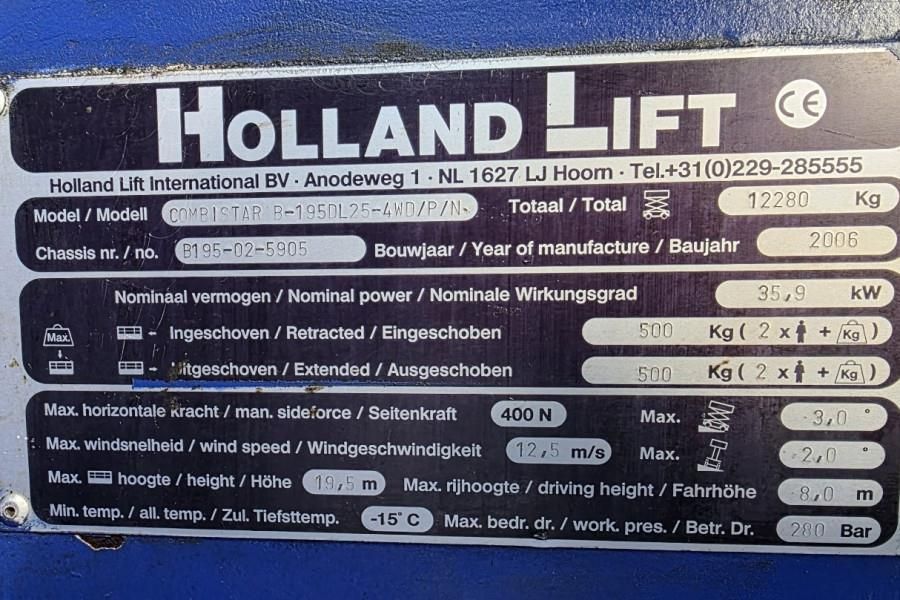 HOLLAND LIFT CE
Holland Lift International BV · Anodeweg 1 · NL 1627 LJ Hoorn · Tel.+31(0)229-285555
Model / Modell COMBISTAR B-195DL25-4WD/P/N. Totaal / Total 12280 Kg
Chassis nr. / no. B195-02-5905 Bouwjaar / Year of manufacture / Baujahr 2006
Nominaal vermogen / Nominal power / Nominale Wirkungsgrad 35,9 kW
Max. Ingeschoven / Retracted / Eingeschoben 500 Kg ( 2 x + Kg )
Uitgeschoven / Extended / Ausgeschoben 500 Kg ( 2 x + Kg )
Max. horizontale kracht / man. sideforce / Seitenkraft 400 N Max. 3,0 °
Max. windsnelheid / wind speed / Windgeschwindigkeit 12,5 m/s Max. 2,0 °
Max. hoogte / height / Höhe 19,5 m Max. rijhoogte / driving height / Fahrhöhe 8,0 m
Min. temp. / all. temp. / Zul. Tiefsttemp. -15° C Max. bedr. dr. / work. pres. / Betr. Dr. 280 Bar